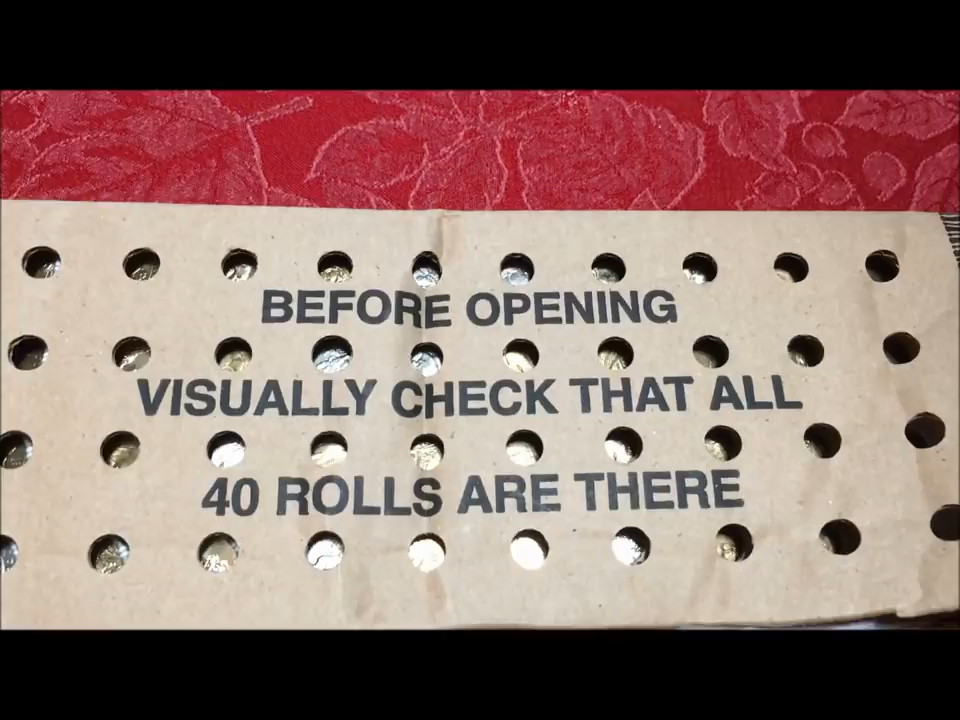 BEFORE OPENING
VISUALLY CHECK THAT ALL
40 ROLLS ARE THERE